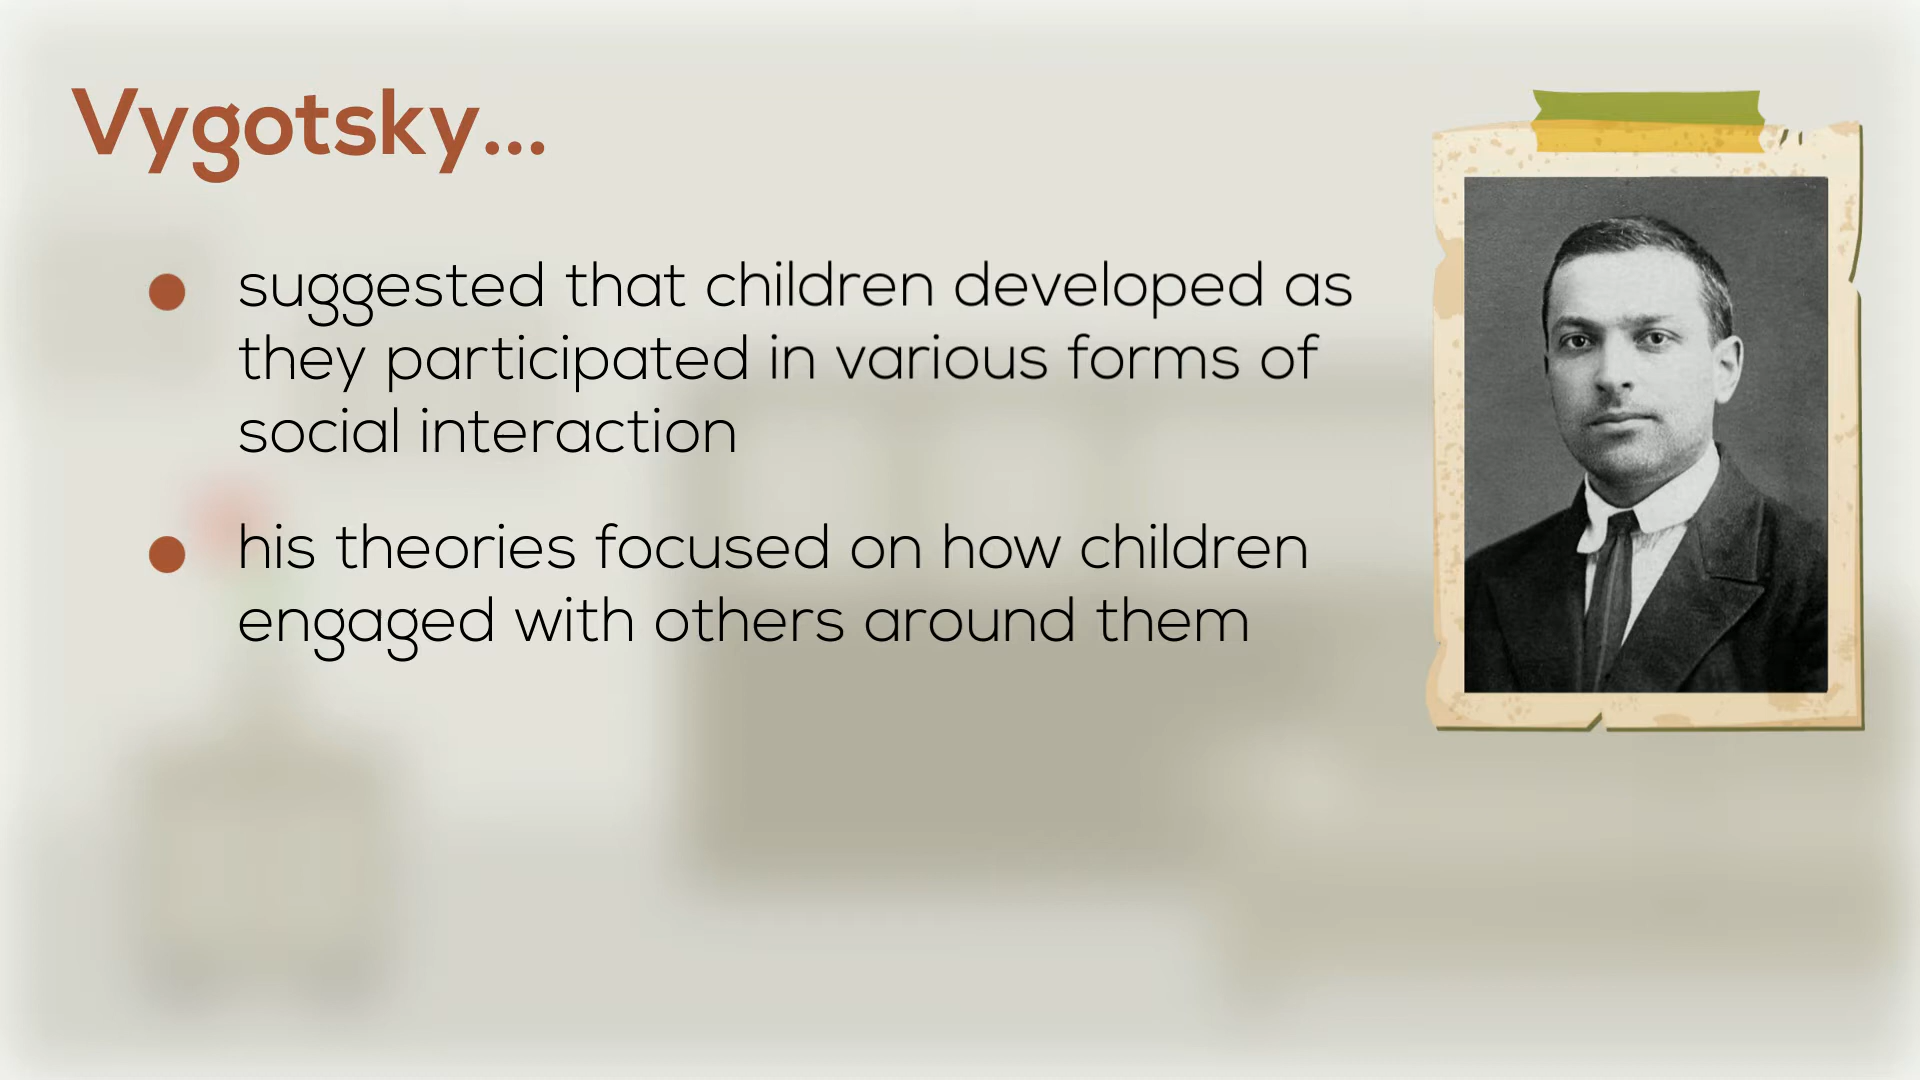 Vygotsky...
suggested that children developed as
they participated in various forms of
social interaction
his theories focused on how children
engaged with others around them